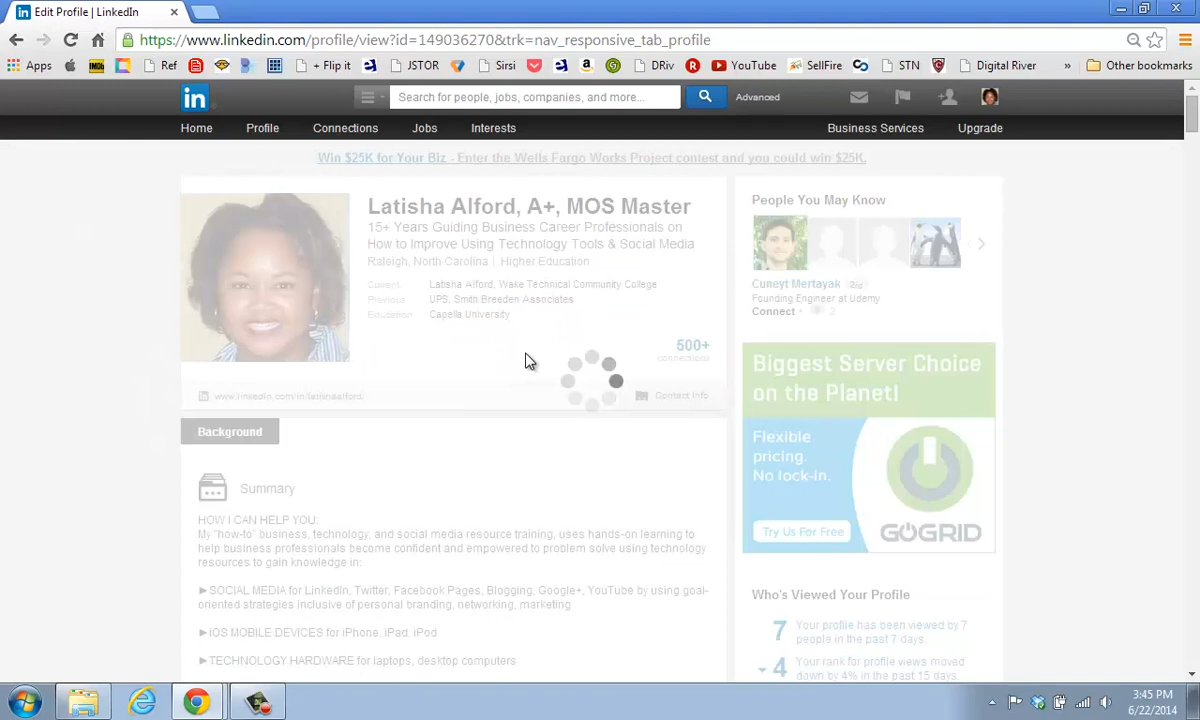 Edit Profile | LinkedIn
https://www.linkedin.com/profile/view?id=149036270&trk=nav_responsive_tab_profile
Apps
Ref
+ Flip it
JSTOR
Sirsi
DRiv
YouTube
SellFire
STN
Digital River
»
Other bookmarks
in
Search for people, jobs, companies, and more...
Advanced
Home
Profile
Connections
Jobs
Interests
Business Services
Upgrade
Win $25K for Your Biz - Enter the Wells Fargo Works Project contest and you could win $25K.
Latisha Alford, A+, MOS Master
15+ Years Guiding Business Career Professionals on
How to Improve Using Technology Tools & Social Media
Raleigh, North Carolina | Higher Education
Current Latisha Alford, Wake Technical Community College
Previous UPS, Smith Breeden Associates
Education Capella University
500+
connections
www.linkedin.com/in/latishaalford/
Contact Info
Background
Summary
HOW I CAN HELP YOU:
My "how-to" business, technology, and social media resource training, uses hands-on learning to
help business professionals become confident and empowered to problem solve using technology
resources to gain knowledge in:
►SOCIAL MEDIA for LinkedIn, Twitter, Facebook Pages, Blogging, Google+, YouTube by using goal-
oriented strategies inclusive of personal branding, networking, marketing
►iOS MOBILE DEVICES for iPhone, iPad, iPod
►TECHNOLOGY HARDWARE for laptops, desktop computers
People You May Know
Cuneyt Mertayak 2nd
Founding Engineer at Udemy
Connect • 2
Biggest Server Choice
on the Planet!
Flexible
pricing.
No lock-in.
Try Us For Free
GOGRID
Who's Viewed Your Profile
7 Your profile has been viewed by 7
people in the past 7 days.
4 Your rank for profile views moved
down by 4% in the past 15 days.
3:45 PM
6/22/2014